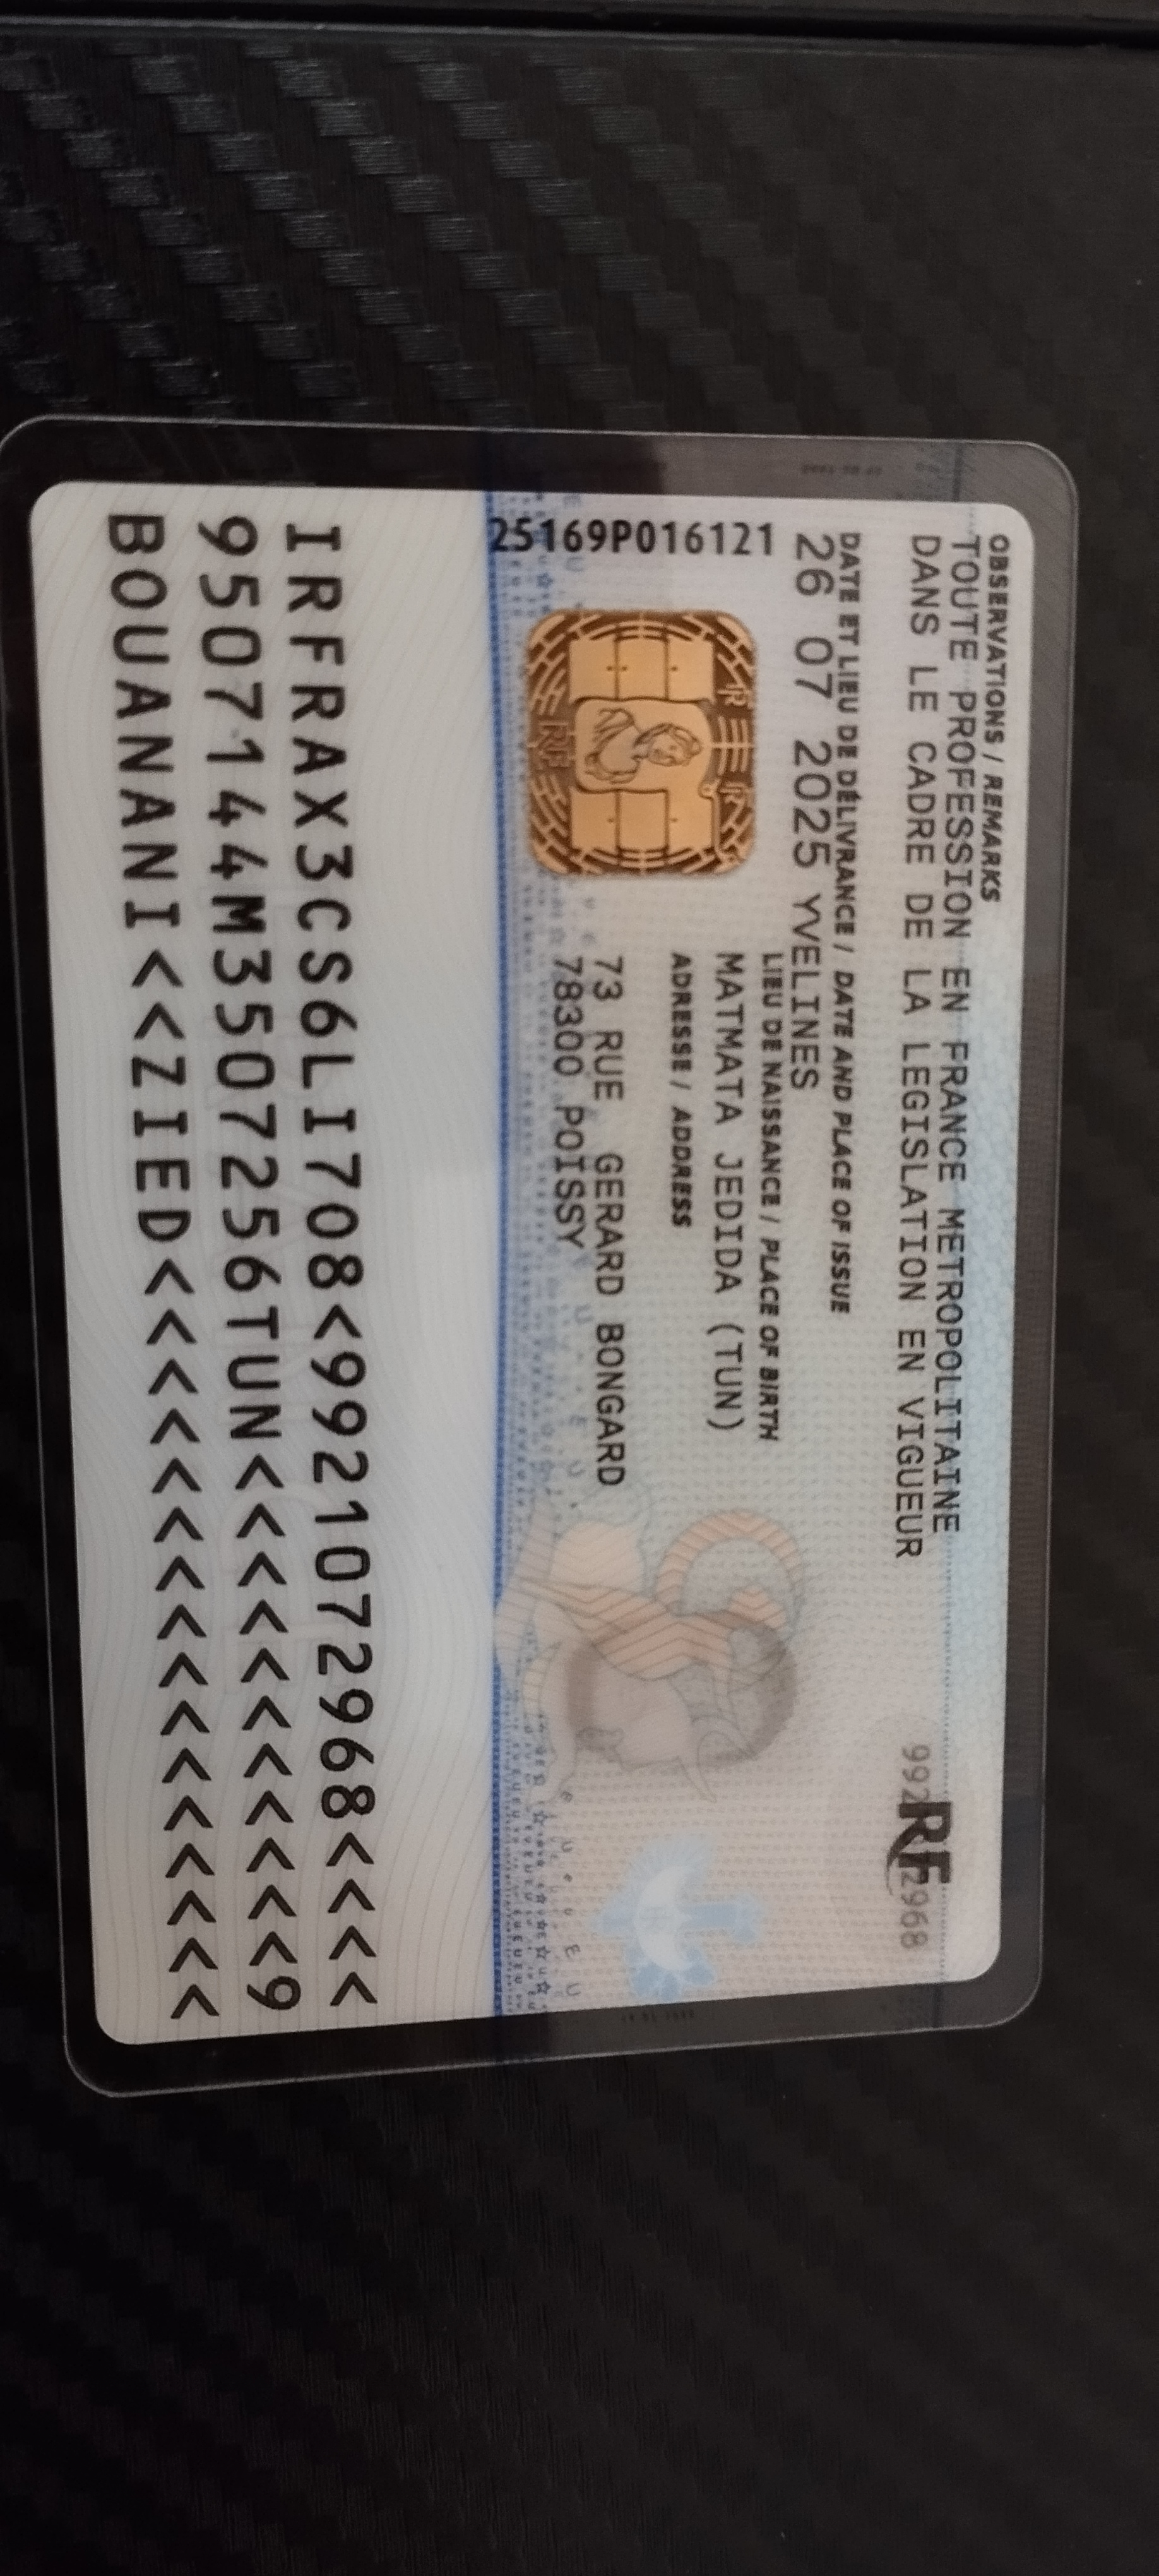 OBSERVATIONS / REMARKS
TOUTE PROFESSION EN FRANCE METROPOLITAINE
DANS LE CADRE DE LA LEGISLATION EN VIGUEUR
RF
DATE ET LIEU DE DÉLIVRANCE / DATE AND PLACE OF ISSUE
26 07 2025 YVELINES
LIEU DE NAISSANCE / PLACE OF BIRTH
MATMATA JEDIDA (TUN)
ADRESSE / ADDRESS
73 RUE GERARD BONGARD
78300 POISSY
25169P016121
IRFRAX3CS6LI708<9921072968<<<<
9507144M3507256TUN<<<<<<<<<<<9
BOUANANI<<ZIED<<<<<<<<<<<<<<<<